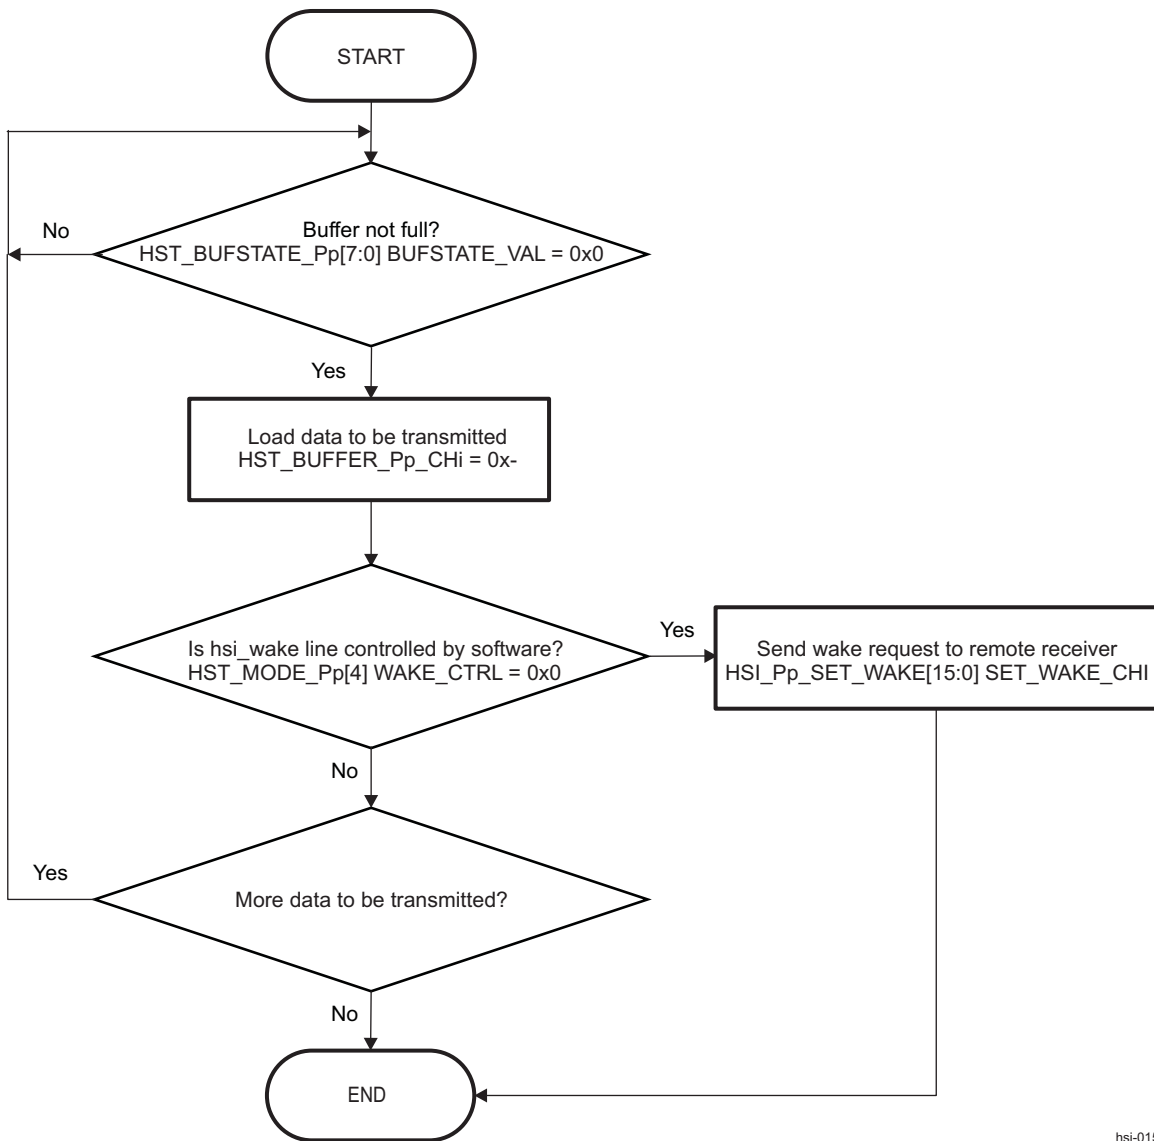 START
No
Buffer not full?
HST_BUFSTATE_Pp[7:0] BUFSTATE_VAL = 0x0
Yes
Load data to be transmitted
HST_BUFFER_Pp_CHi = 0x-
Is hsi_wake line controlled by software?
HST_MODE_Pp[4] WAKE_CTRL = 0x0
Yes
Send wake request to remote receiver
HSI_Pp_SET_WAKE[15:0] SET_WAKE_CHI
No
Yes
More data to be transmitted?
No
END
hsi-015